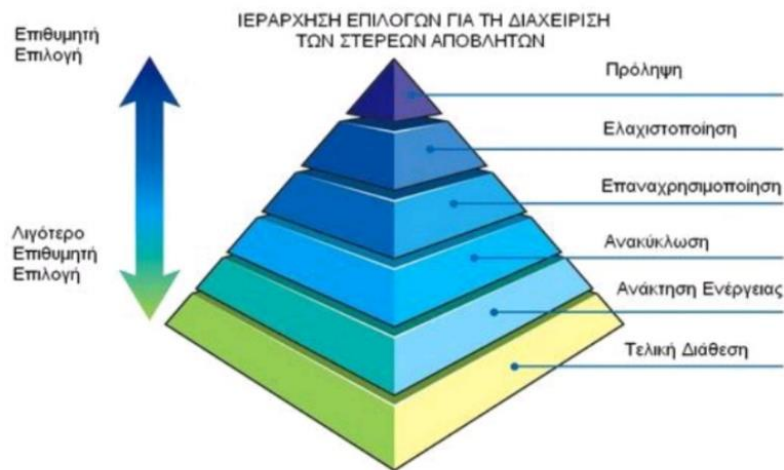 ΙΕΡΑΡΧΗΣΗ ΕΠΙΛΟΓΩΝ ΓΙΑ ΤΗ ΔΙΑΧΕΙΡΙΣΗ
ΤΩΝ ΣΤΕΡΕΩΝ ΑΠΟΒΛΗΤΩΝ
Επιθυμητή
Επιλογή
Πρόληψη
Ελαχιστοποίηση
Επαναχρησιμοποίηση
Λιγότερο
Επιθυμητή
Επιλογή
Ανακύκλωση
Ανάκτηση Ενέργειας
Τελική Διάθεση